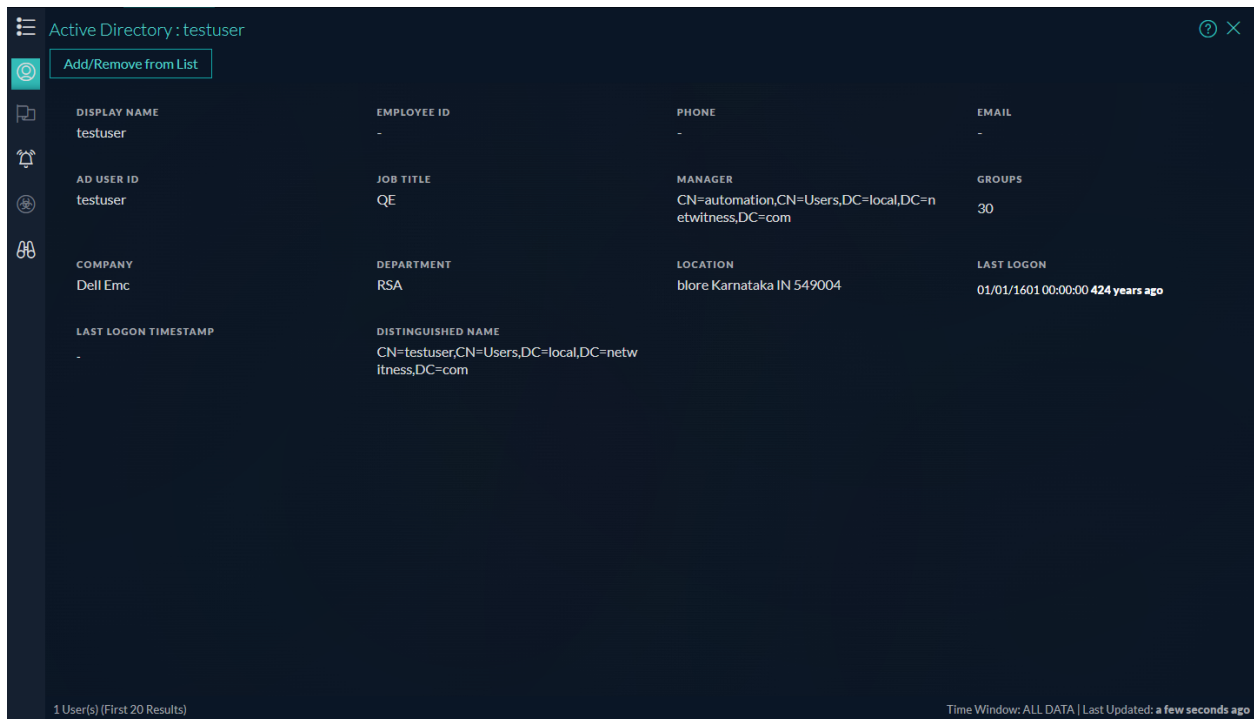 Active Directory : testuser
Add/Remove from List
DISPLAY NAME
testuser
EMPLOYEE ID
-
PHONE
-
EMAIL
-
AD USER ID
testuser
JOB TITLE
QE
MANAGER
CN=automation,CN=Users,DC=local,DC=n
etwitness,DC=com
GROUPS
30
COMPANY
Dell Emc
DEPARTMENT
RSA
LOCATION
blore Karnataka IN 549004
LAST LOGON
01/01/1601 00:00:00 424 years ago
LAST LOGON TIMESTAMP
-
DISTINGUISHED NAME
CN=testuser,CN=Users,DC=local,DC=netw
itness,DC=com
1 User(s) (First 20 Results)
Time Window: ALL DATA | Last Updated: a few seconds ago